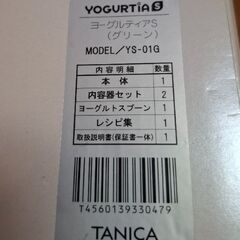 YOGURTiA S
ヨーグルティアS
(グリーン)
MODEL/YS-01G
内容明細 数量
本体 1
内容器セット 2
ヨーグルトスプーン 1
レシピ集 1
取扱説明書(保証書一体) 1
T4560139330479
TANICA